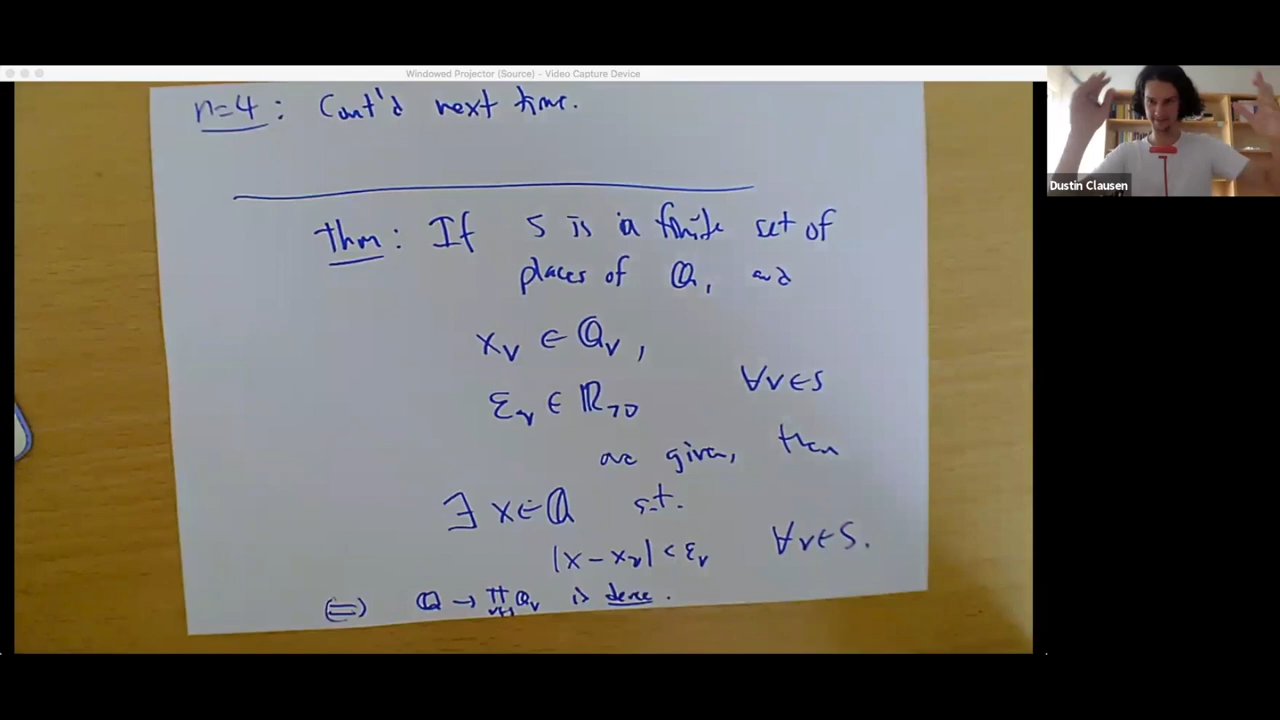 Windowed Projector (Source) - Video Capture Device
n=4: Cont'd next time.
Dustin Clausen
Thm: If S is a finite set of
places of ℚ, and
x_v ∈ ℚ_v,
ε_v ∈ ℝ_{>0} ∀v∈S
are given, then
∃ x∈ℚ s.t.
|x - x_v| < ε_v ∀v∈S.
(⇔) ℚ → ∏_{v∈S} ℚ_v is dense.